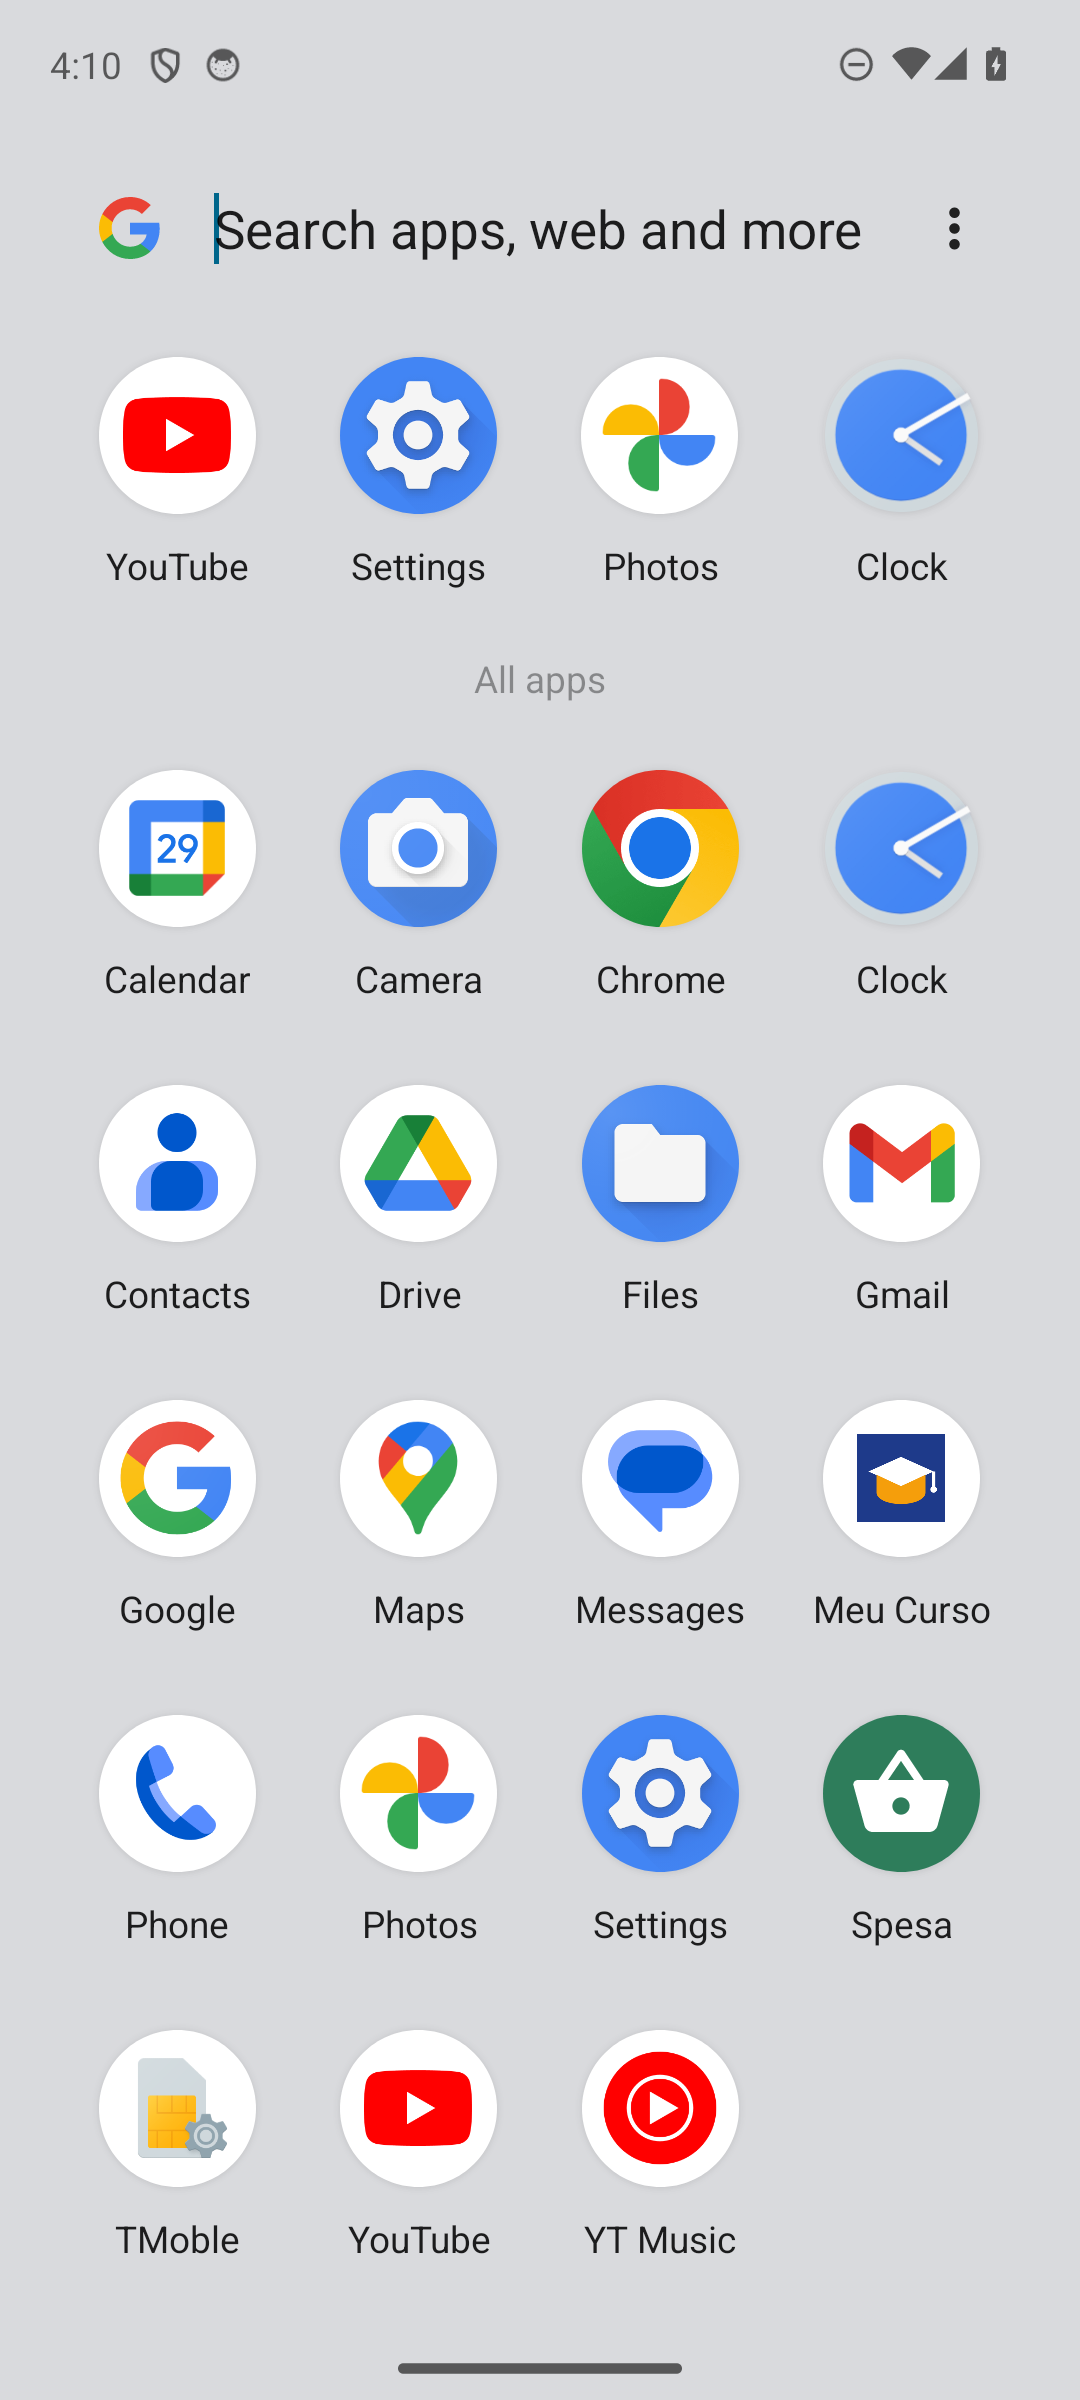 4:10
Search apps, web and more
YouTube Settings Photos Clock
All apps
29
Calendar Camera Chrome Clock
Contacts Drive Files Gmail
Google Maps Messages Meu Curso
Phone Photos Settings Spesa
TMoble YouTube YT Music